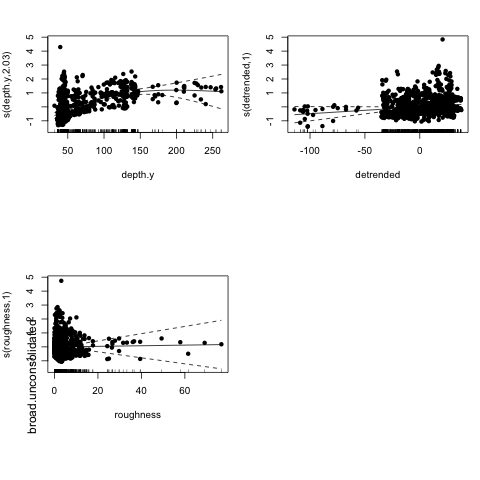 s(depth.y,2.03)
-1 1 2 3 4 5
50 100 150 200 250
depth.y
s(detrended,1)
-1 1 2 3 4 5
-100 -50 0
detrended
s(roughness,1)
broad.unconsolidated
2 3 4 5
0 20 40 60
roughness